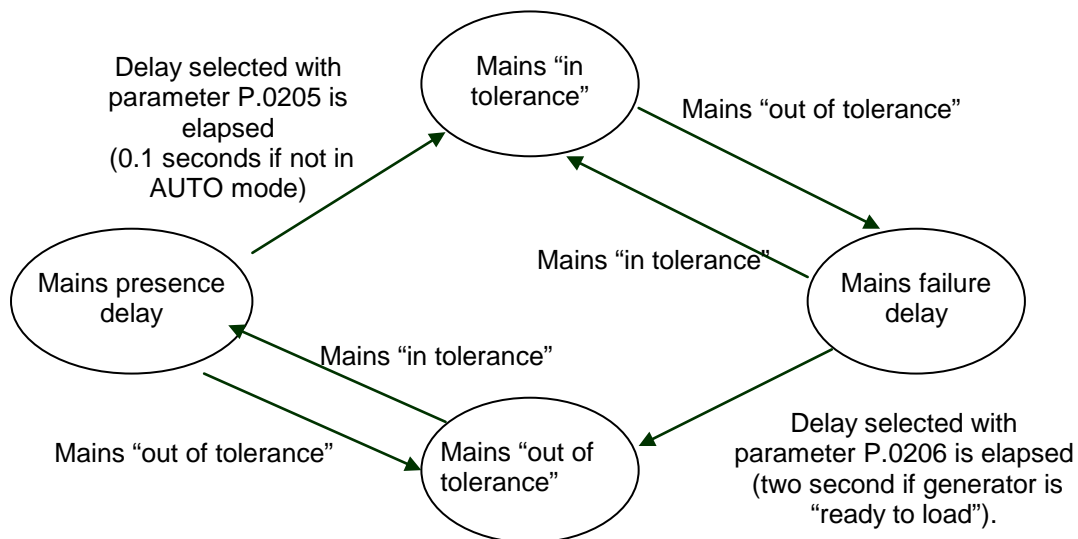 Delay selected with
parameter P.0205 is
elapsed
(0.1 seconds if not in
AUTO mode)
Mains “in
tolerance”
Mains “out of tolerance”
Mains “in tolerance”
Mains presence
delay
Mains failure
delay
Mains “in tolerance”
Mains “out of tolerance”
Mains “out of
tolerance”
Delay selected with
parameter P.0206 is elapsed
(two second if generator is
“ready to load”).